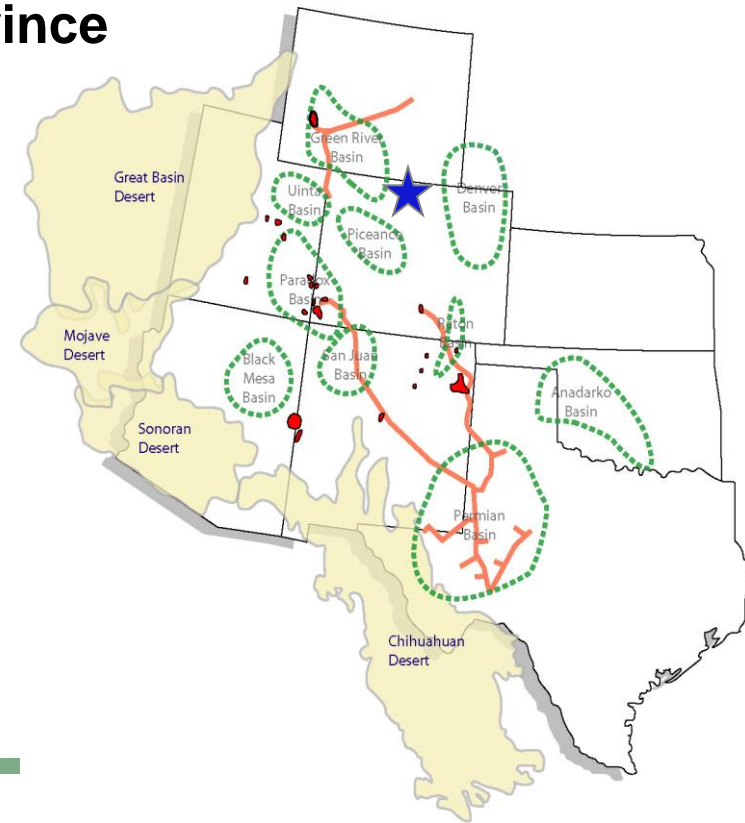 vince
Great Basin
Desert
Green River
Basin
Uinta
Basin
Denver
Basin
Piceance
Basin
Paradox
Basin
Mojave
Desert
Raton
Basin
San Juan
Basin
Black
Mesa
Basin
Anadarko
Basin
Sonoran
Desert
Permian
Basin
Chihuahuan
Desert